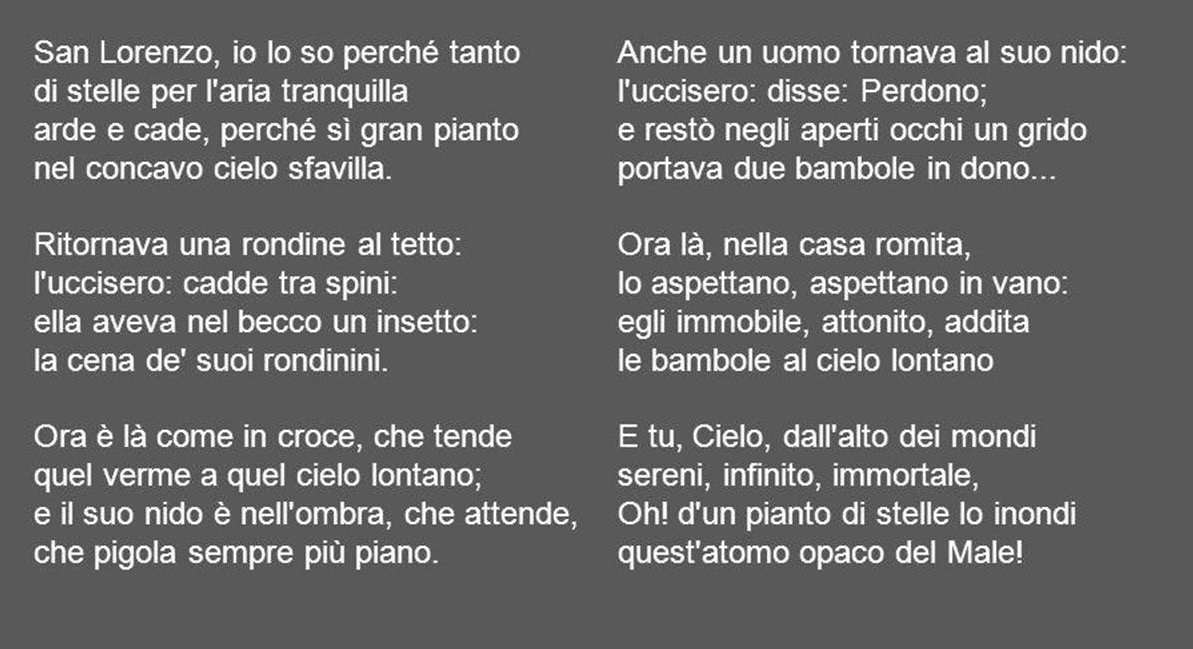 San Lorenzo, io lo so perché tanto
di stelle per l'aria tranquilla
arde e cade, perché sì gran pianto
nel concavo cielo sfavilla.
Ritornava una rondine al tetto:
l'uccisero: cadde tra spini:
ella aveva nel becco un insetto:
la cena de' suoi rondinini.
Ora è là come in croce, che tende
quel verme a quel cielo lontano;
e il suo nido è nell'ombra, che attende,
che pigola sempre più piano.
Anche un uomo tornava al suo nido:
l'uccisero: disse: Perdono;
e restò negli aperti occhi un grido
portava due bambole in dono...
Ora là, nella casa romita,
lo aspettano, aspettano in vano:
egli immobile, attonito, addita
le bambole al cielo lontano
E tu, Cielo, dall'alto dei mondi
sereni, infinito, immortale,
Oh! d'un pianto di stelle lo inondi
quest'atomo opaco del Male!